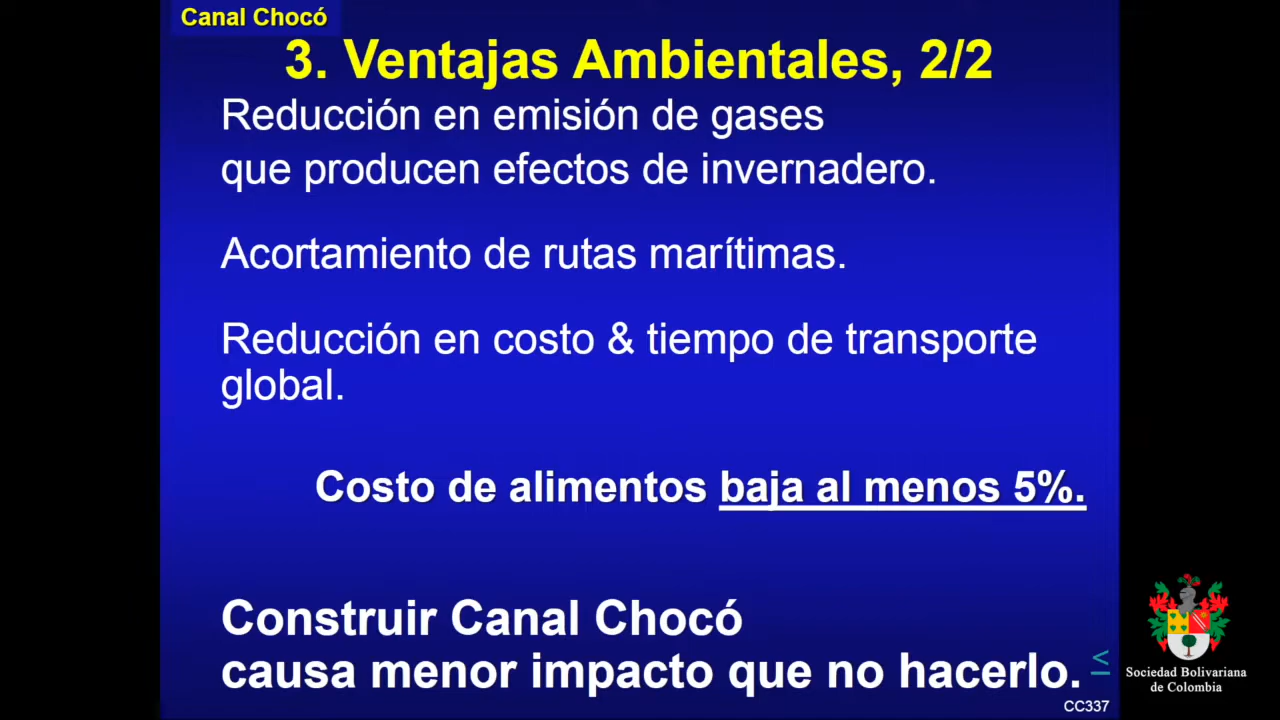 Canal Chocó
3. Ventajas Ambientales, 2/2
Reducción en emisión de gases
que producen efectos de invernadero.
Acortamiento de rutas marítimas.
Reducción en costo & tiempo de transporte
global.
Costo de alimentos baja al menos 5%.
Construir Canal Chocó
causa menor impacto que no hacerlo.
<
CC337
Sociedad Bolivariana
de Colombia